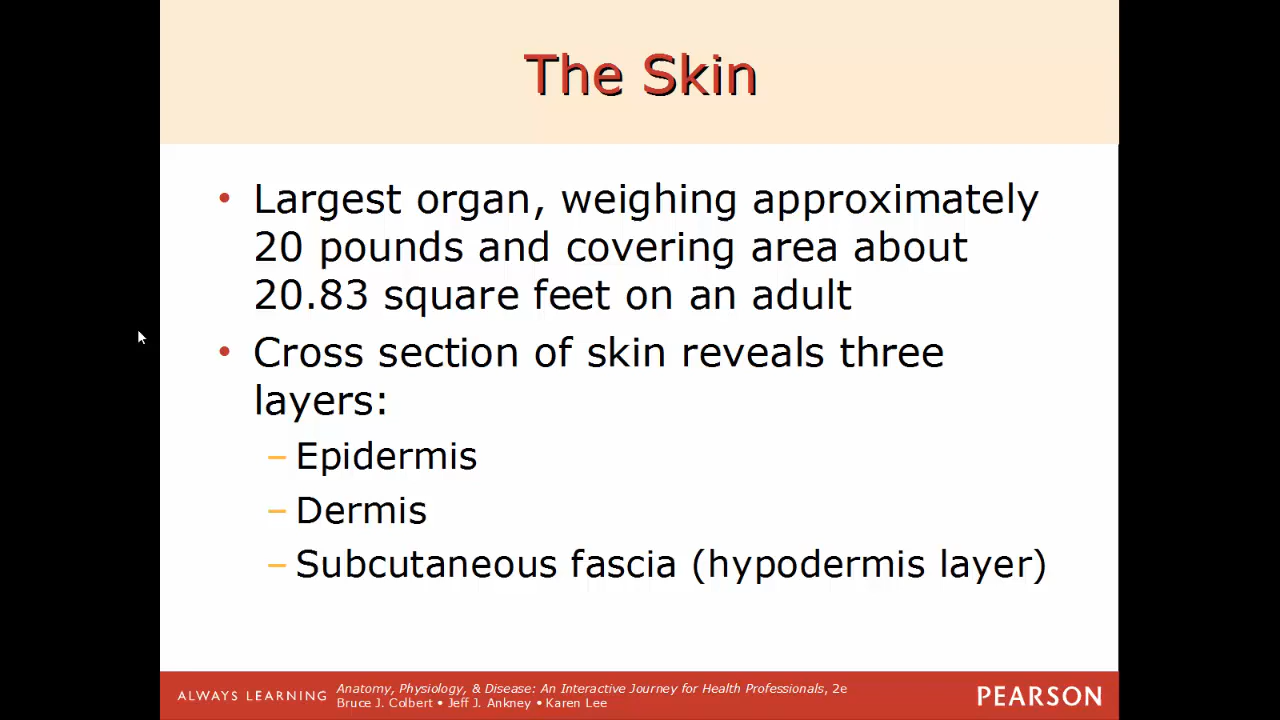 The Skin
• Largest organ, weighing approximately
20 pounds and covering area about
20.83 square feet on an adult
• Cross section of skin reveals three
layers:
– Epidermis
– Dermis
– Subcutaneous fascia (hypodermis layer)
ALWAYS LEARNING
Anatomy, Physiology, & Disease: An Interactive Journey for Health Professionals, 2e
Bruce J. Colbert • Jeff J. Ankney • Karen Lee
PEARSON